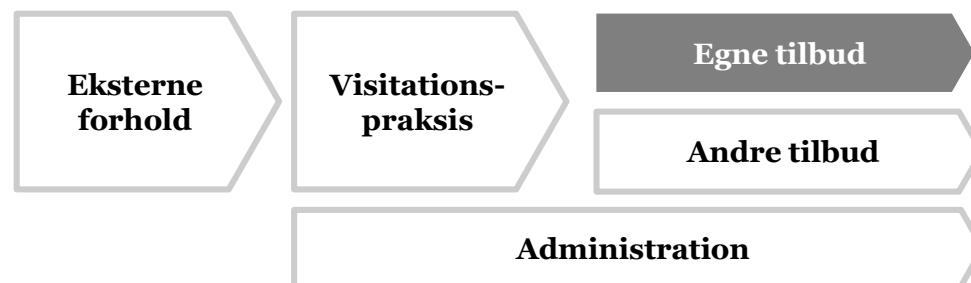 Eksterne
forhold
Visitations-
praksis
Egne tilbud
Andre tilbud
Administration